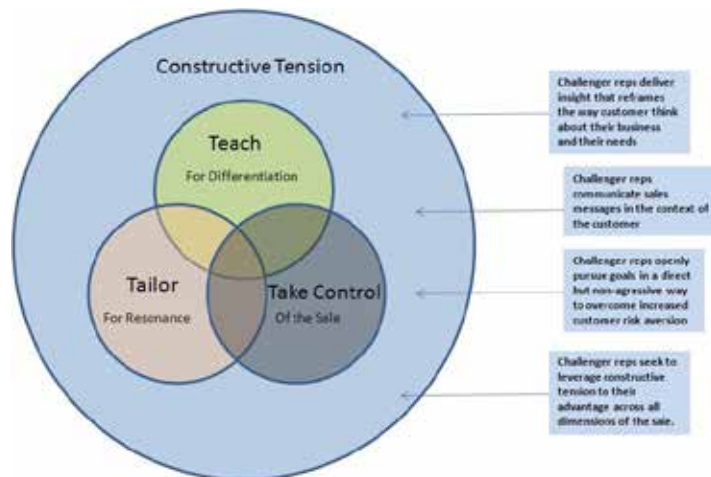 Constructive Tension
Teach
For Differentiation
Tailor
For Resonance
Take Control
Of the Sale
Challenger reps deliver
insight that reframes
the way customer think
about their business
and their needs
Challenger reps
communicate sales
messages in the context of
the customer
Challenger reps openly
pursue goals in a direct
but non-agressive way
to overcome increased
customer risk aversion
Challenger reps seek to
leverage constructive
tension to their
advantage across all
dimensions of the sale.